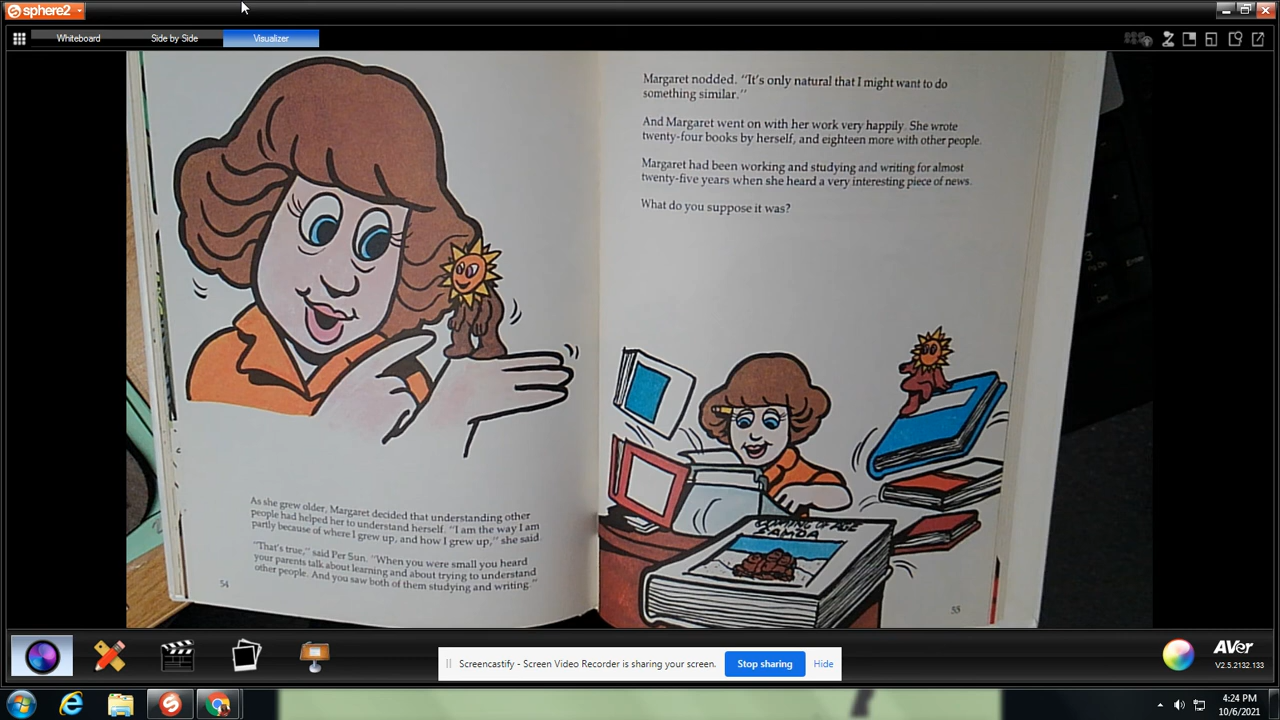 sphere2
Whiteboard
Side by Side
Visualizer
Margaret nodded. "It's only natural that I might want to do
something similar."
And Margaret went on with her work very happily. She wrote
twenty-four books by herself, and eighteen more with other people.
Margaret had been working and studying and writing for almost
twenty-five years when she heard a very interesting piece of news.
What do you suppose it was?
As she grew older, Margaret decided that understanding other
people had helped her to understand herself. "I am the way I am
partly because of where I grew up, and how I grew up," she said.
"That's true," said Per Sun. "When you were small you heard
your parents talk about learning and about trying to understand
other people. And you saw both of them studying and writing."
54
COMING OF AGE
SAMOA
55
Screencastify - Screen Video Recorder is sharing your screen.
Stop sharing
Hide
AVer
V2.5.2132.133
4:24 PM
10/6/2021